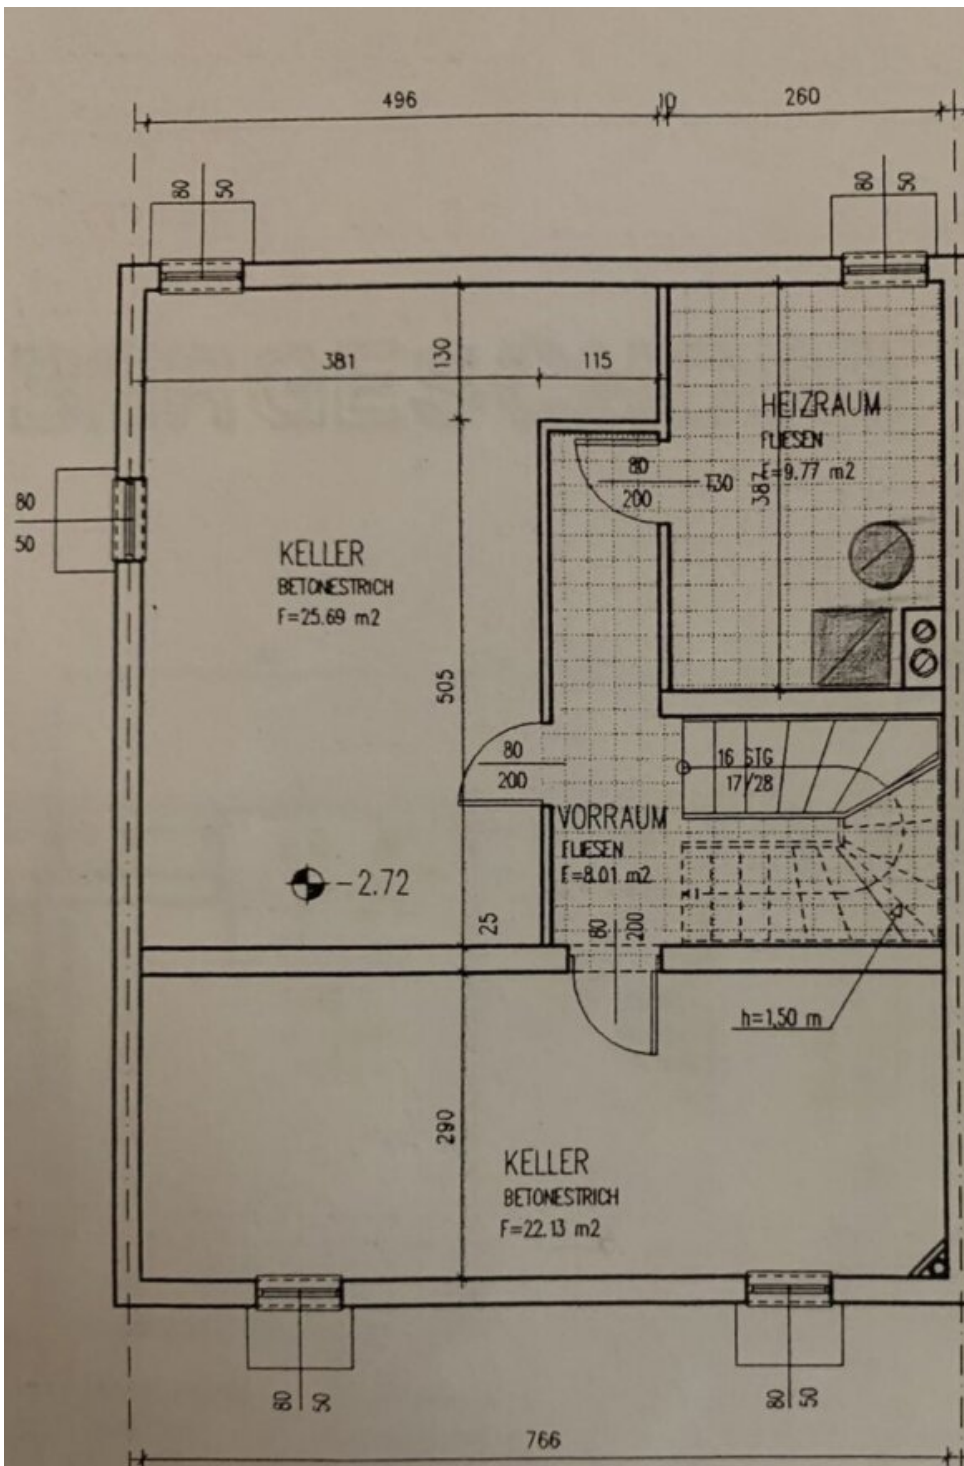 496
10
260
80
50
80
50
381
130
115
HEIZRAUM
FLIESEN
F=9.77 m2
80
200
130
387
80
50
KELLER
BETONESTRICH
F=25.69 m2
505
80
200
16 STG
17/28
VORRAUM
FLIESEN
F=8.01 m2
-2.72
25
80
200
h=1,50 m
290
KELLER
BETONESTRICH
F=22.13 m2
80
50
80
50
766